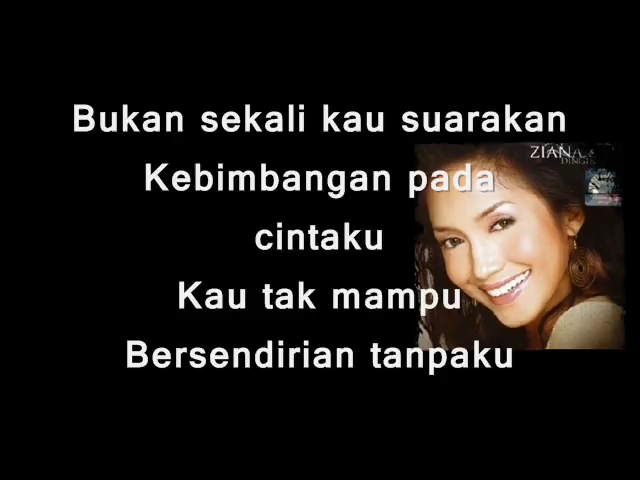 Bukan sekali kau suarakan
ZIANA
Kebimbangan pada
cintaku
Kau tak mampu
Bersendirian tanpaku